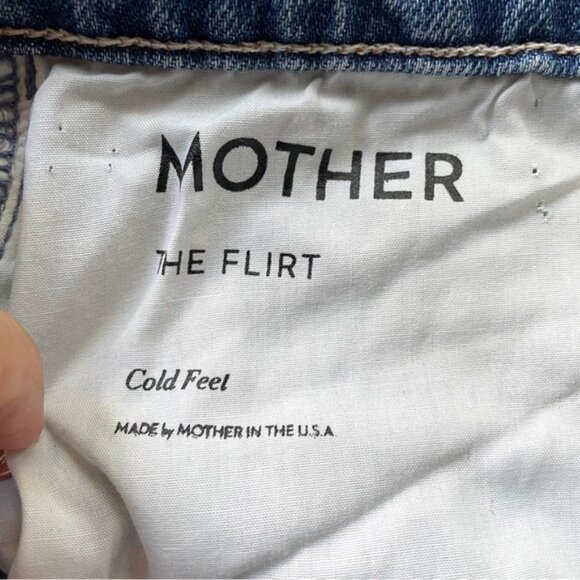 MOTHER
THE FLIRT
Cold Feet
MADE by MOTHER IN THE U.S.A